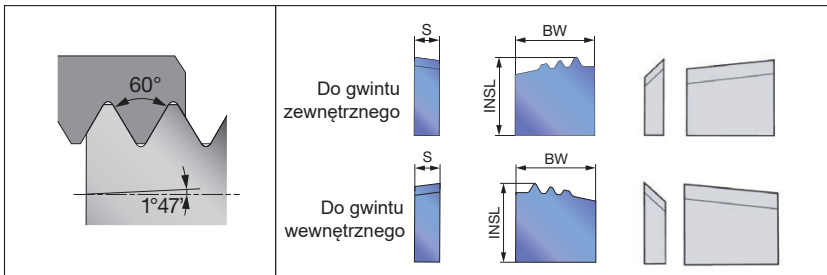 60°
1°47'
Do gwintu
zewnętrznego
S
BW
INSL
Do gwintu
wewnętrznego
S
BW
INSL